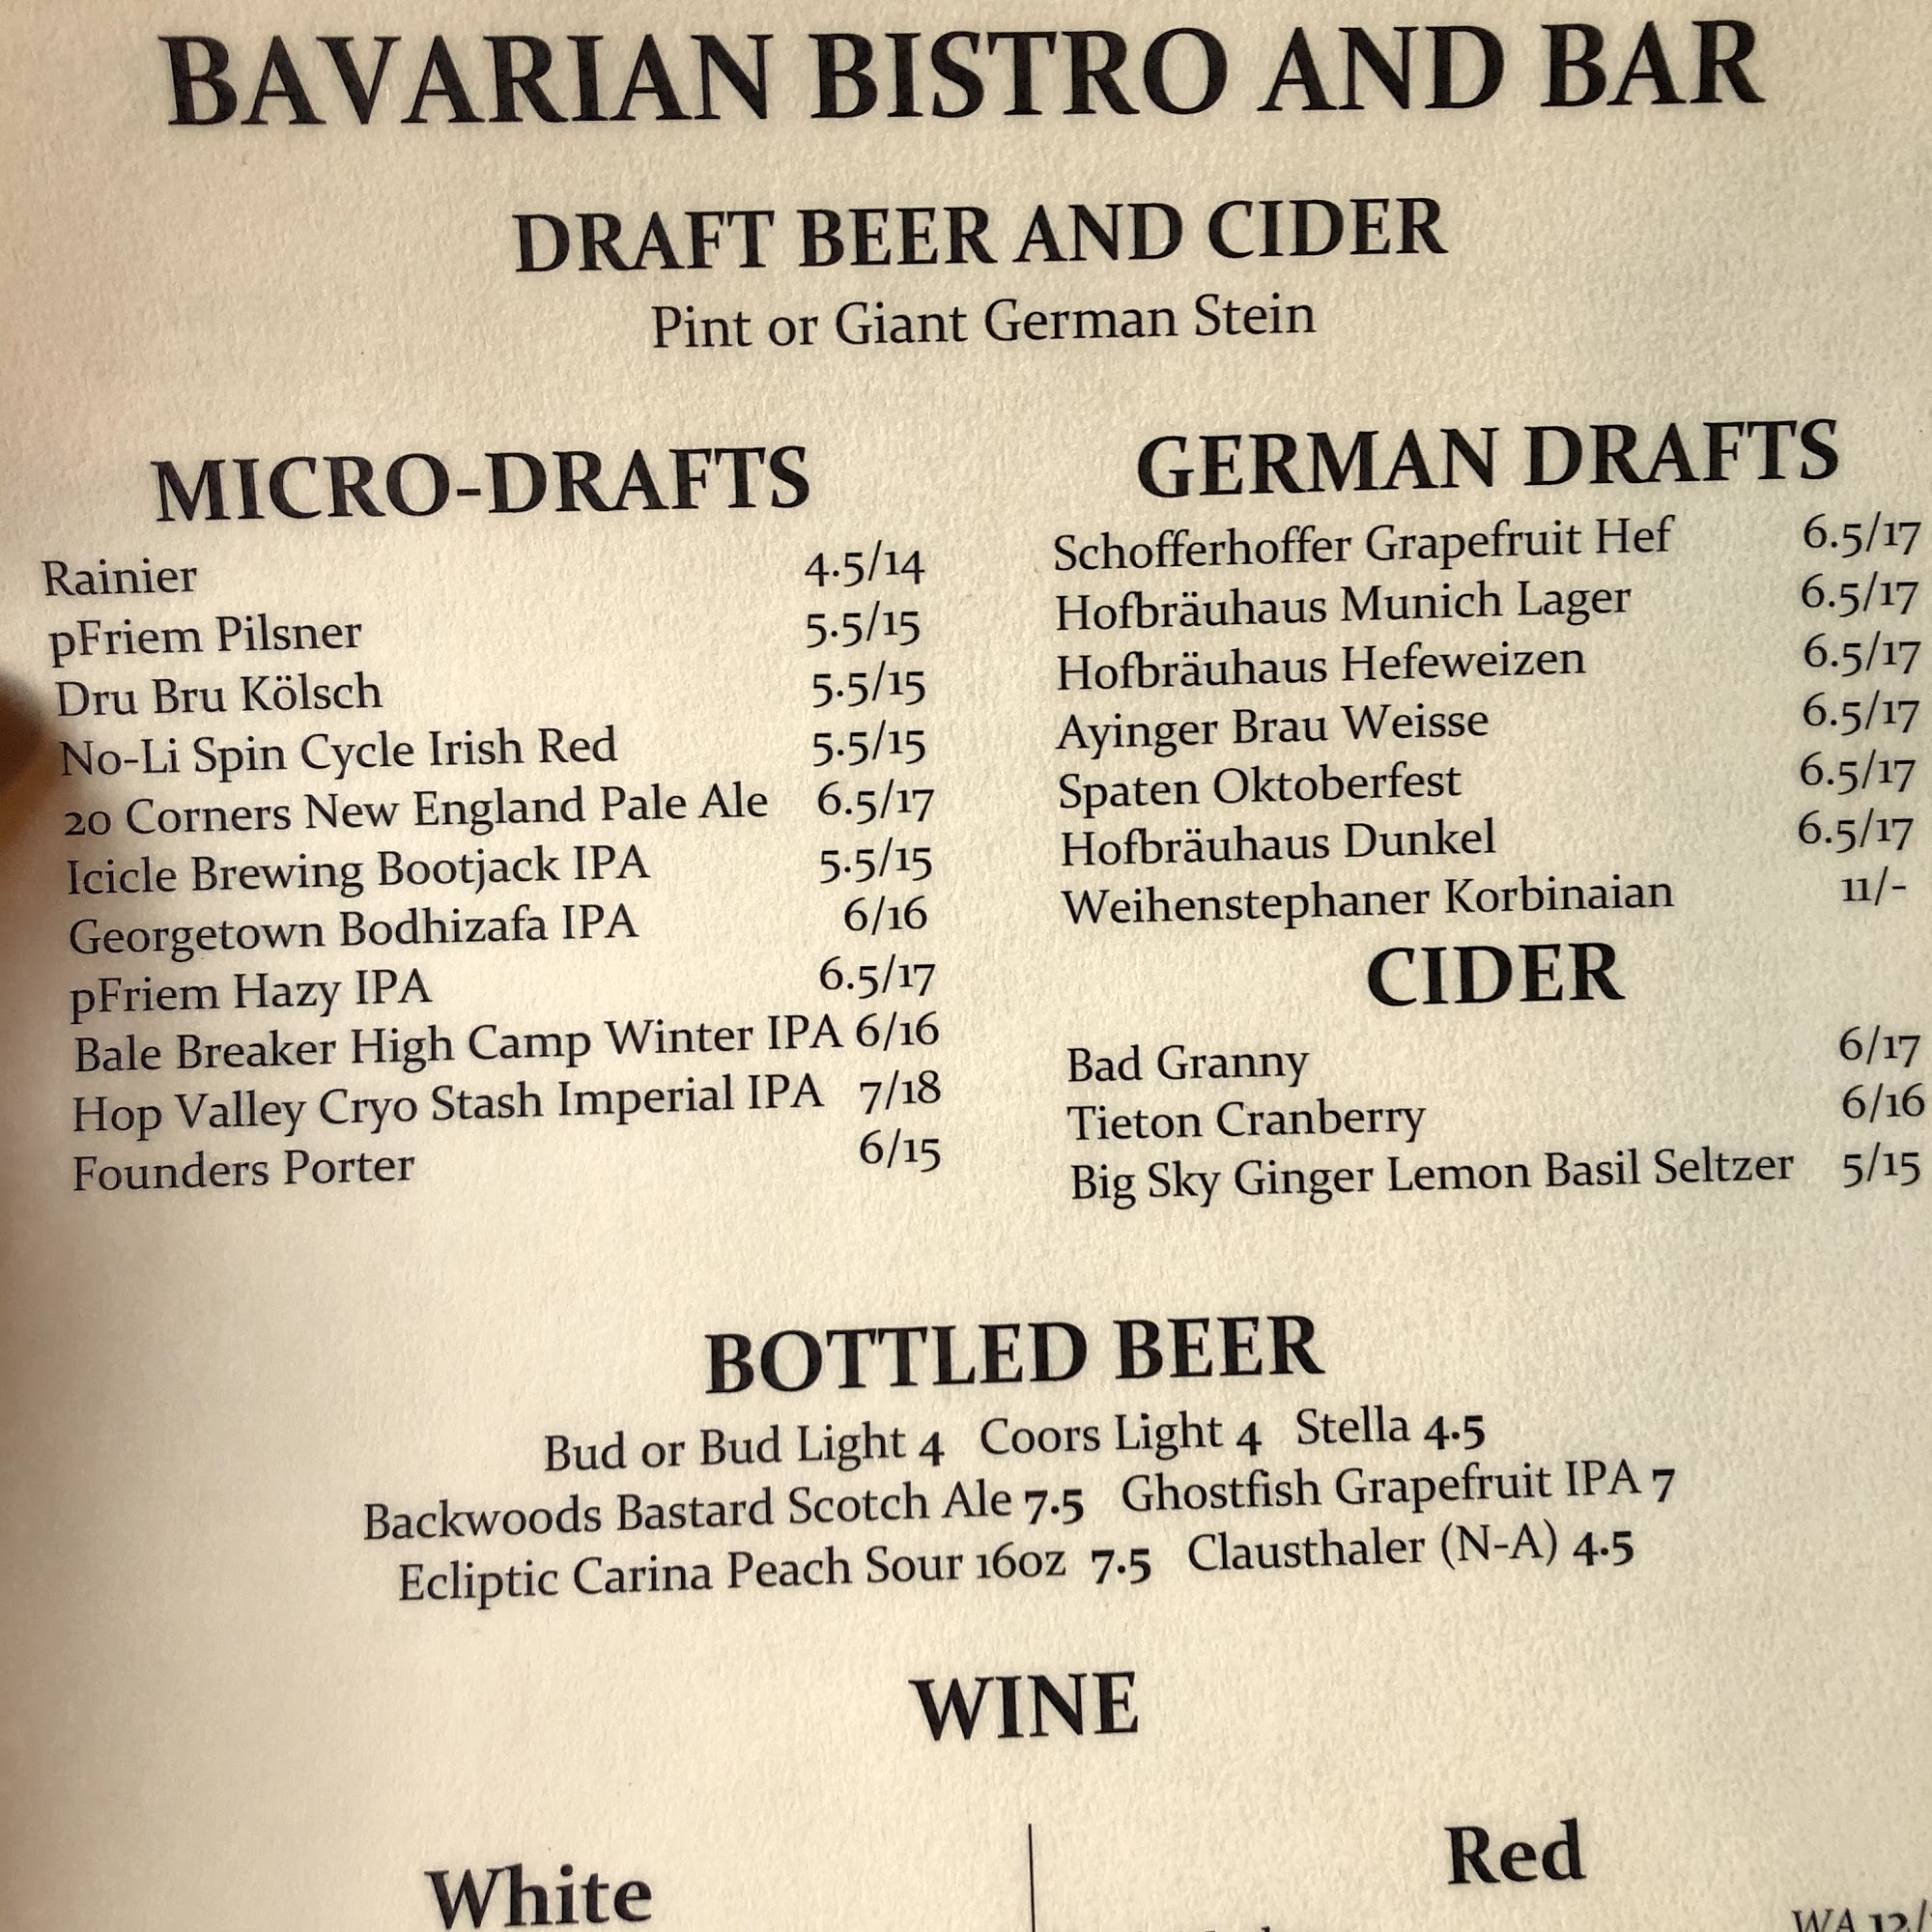 BAVARIAN BISTRO AND BAR
DRAFT BEER AND CIDER
Pint or Giant German Stein
MICRO-DRAFTS
Rainier 4.5/14
pFriem Pilsner 5.5/15
Dru Bru Kölsch 5.5/15
No-Li Spin Cycle Irish Red 5.5/15
20 Corners New England Pale Ale 6.5/17
Icicle Brewing Bootjack IPA 5.5/15
Georgetown Bodhizafa IPA 6/16
pFriem Hazy IPA 6.5/17
Bale Breaker High Camp Winter IPA 6/16
Hop Valley Cryo Stash Imperial IPA 7/18
Founders Porter 6/15
GERMAN DRAFTS
Schofferhoffer Grapefruit Hef 6.5/17
Hofbräuhaus Munich Lager 6.5/17
Hofbräuhaus Hefeweizen 6.5/17
Ayinger Brau Weisse 6.5/17
Spaten Oktoberfest 6.5/17
Hofbräuhaus Dunkel 6.5/17
Weihenstephaner Korbinaian 11/-
CIDER
Bad Granny 6/17
Tieton Cranberry 6/16
Big Sky Ginger Lemon Basil Seltzer 5/15
BOTTLED BEER
Bud or Bud Light 4 Coors Light 4 Stella 4.5
Backwoods Bastard Scotch Ale 7.5 Ghostfish Grapefruit IPA 7
Ecliptic Carina Peach Sour 16oz 7.5 Clausthaler (N-A) 4.5
WINE
White
Red
WA 12/